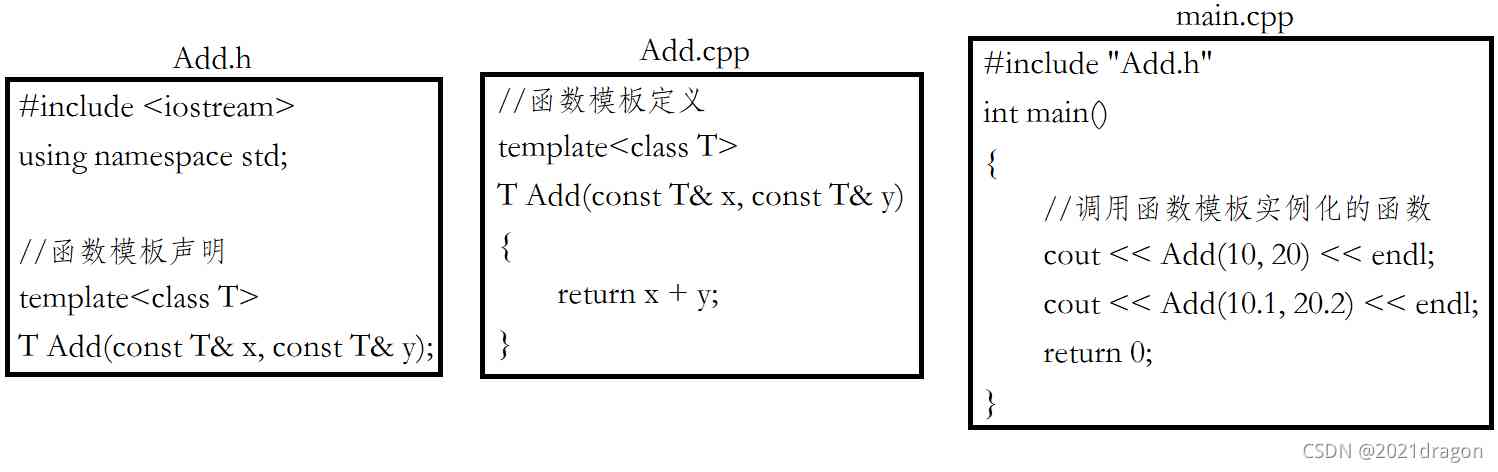 Add.h
#include <iostream>
using namespace std;
//函数模板声明
template<class T>
T Add(const T& x, const T& y);
Add.cpp
//函数模板定义
template<class T>
T Add(const T& x, const T& y)
{
return x + y;
}
main.cpp
#include "Add.h"
int main()
{
//调用函数模板实例化的函数
cout << Add(10, 20) << endl;
cout << Add(10.1, 20.2) << endl;
return 0;
}
CSDN @2021dragon